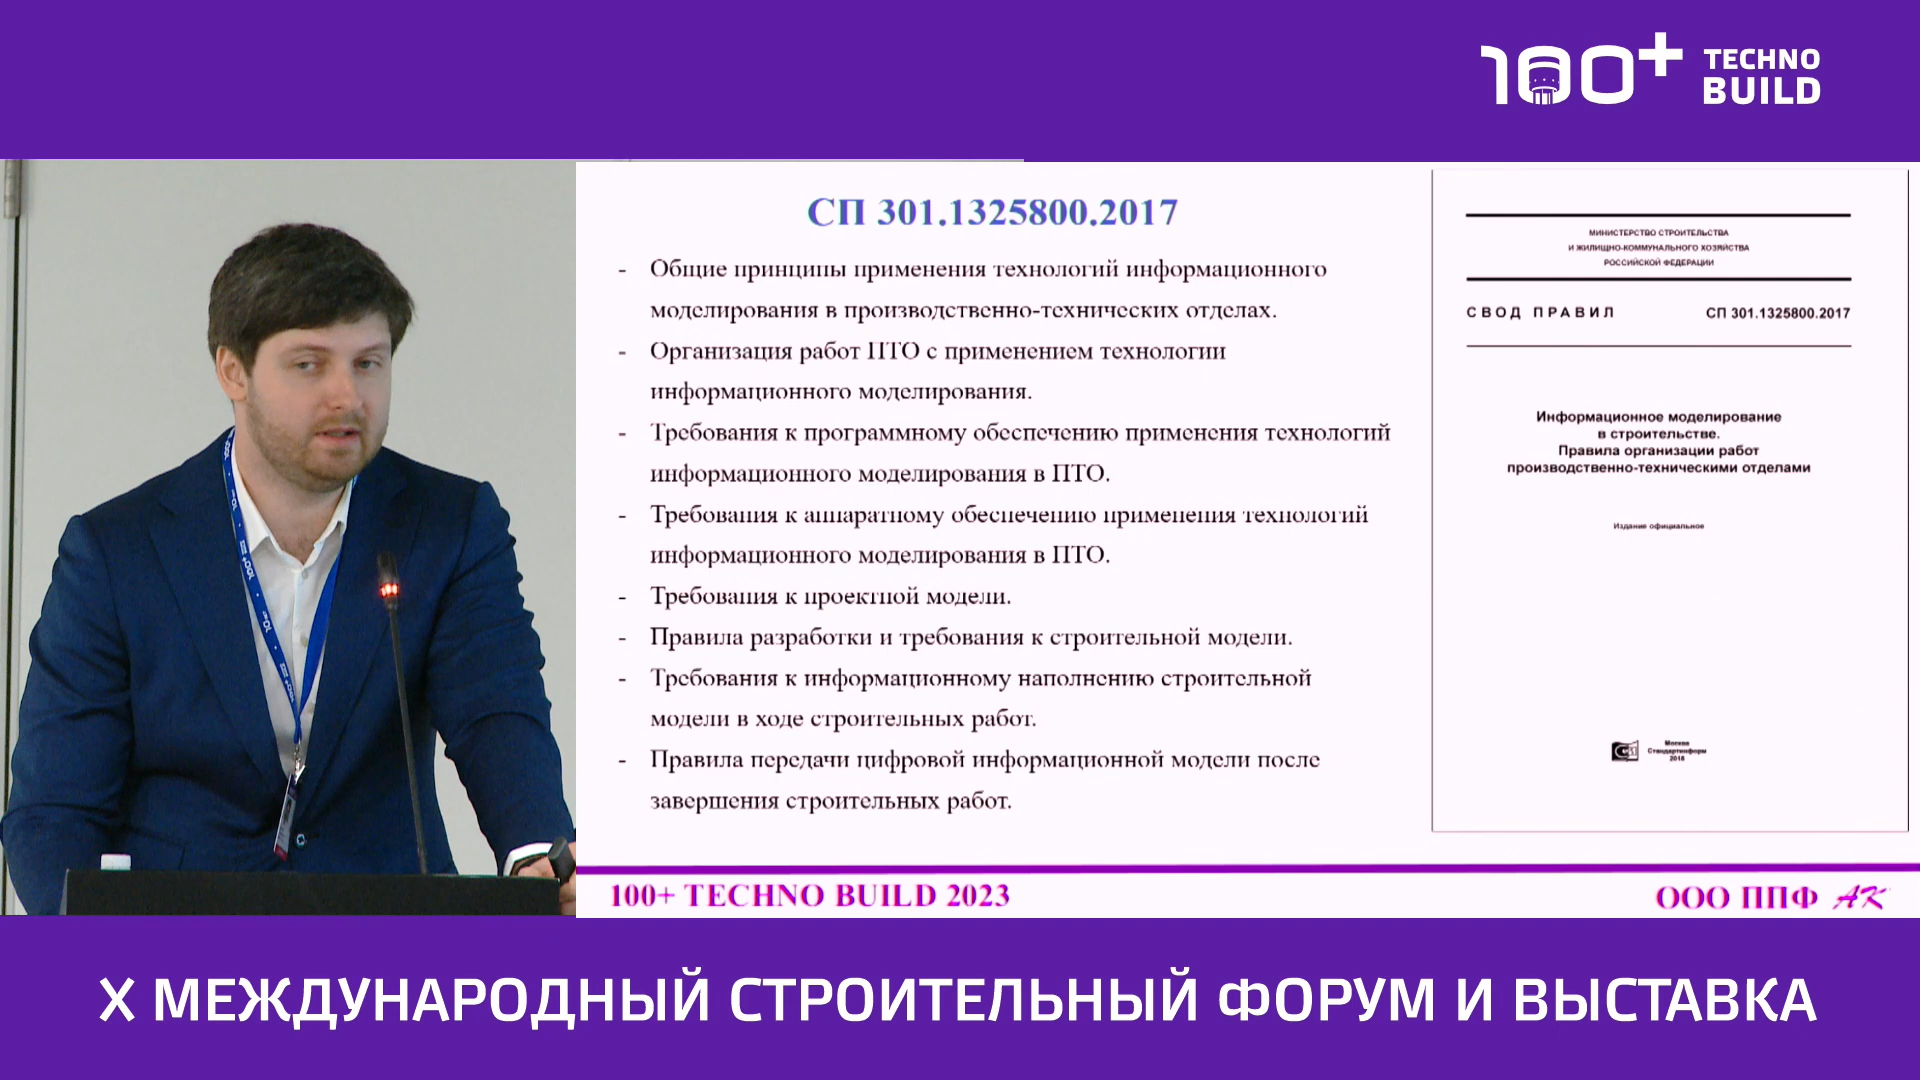 100+ TECHNO
BUILD
СП 301.1325800.2017
- Общие принципы применения технологий информационного
моделирования в производственно-технических отделах.
- Организация работ ПТО с применением технологии
информационного моделирования.
- Требования к программному обеспечению применения технологий
информационного моделирования в ПТО.
- Требования к аппаратному обеспечению применения технологий
информационного моделирования в ПТО.
- Требования к проектной модели.
- Правила разработки и требования к строительной модели.
- Требования к информационному наполнению строительной
модели в ходе строительных работ.
- Правила передачи цифровой информационной модели после
завершения строительных работ.
МИНИСТЕРСТВО СТРОИТЕЛЬСТВА
И ЖИЛИЩНО-КОММУНАЛЬНОГО ХОЗЯЙСТВА
РОССИЙСКОЙ ФЕДЕРАЦИИ
СВОД ПРАВИЛ СП 301.1325800.2017
Информационное моделирование
в строительстве.
Правила организации работ
производственно-техническими отделами
Издание официальное
Москва
Стандартинформ
2018
100+ TECHNO BUILD 2023
ООО ППФ АК
X МЕЖДУНАРОДНЫЙ СТРОИТЕЛЬНЫЙ ФОРУМ И ВЫСТАВКА